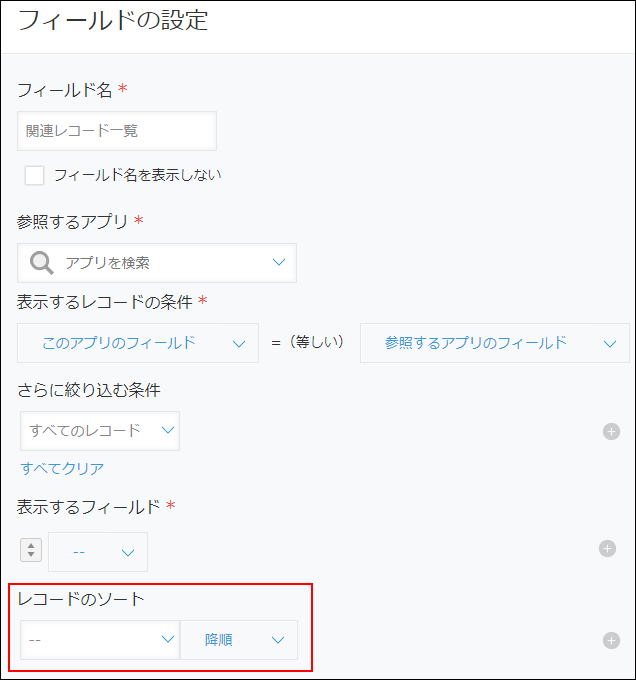 フィールドの設定
フィールド名 *
関連レコード一覧
フィールド名を表示しない
参照するアプリ *
アプリを検索
表示するレコードの条件 *
このアプリのフィールド =（等しい） 参照するアプリのフィールド
さらに絞り込む条件
すべてのレコード
すべてクリア
表示するフィールド *
--
レコードのソート
-- 降順